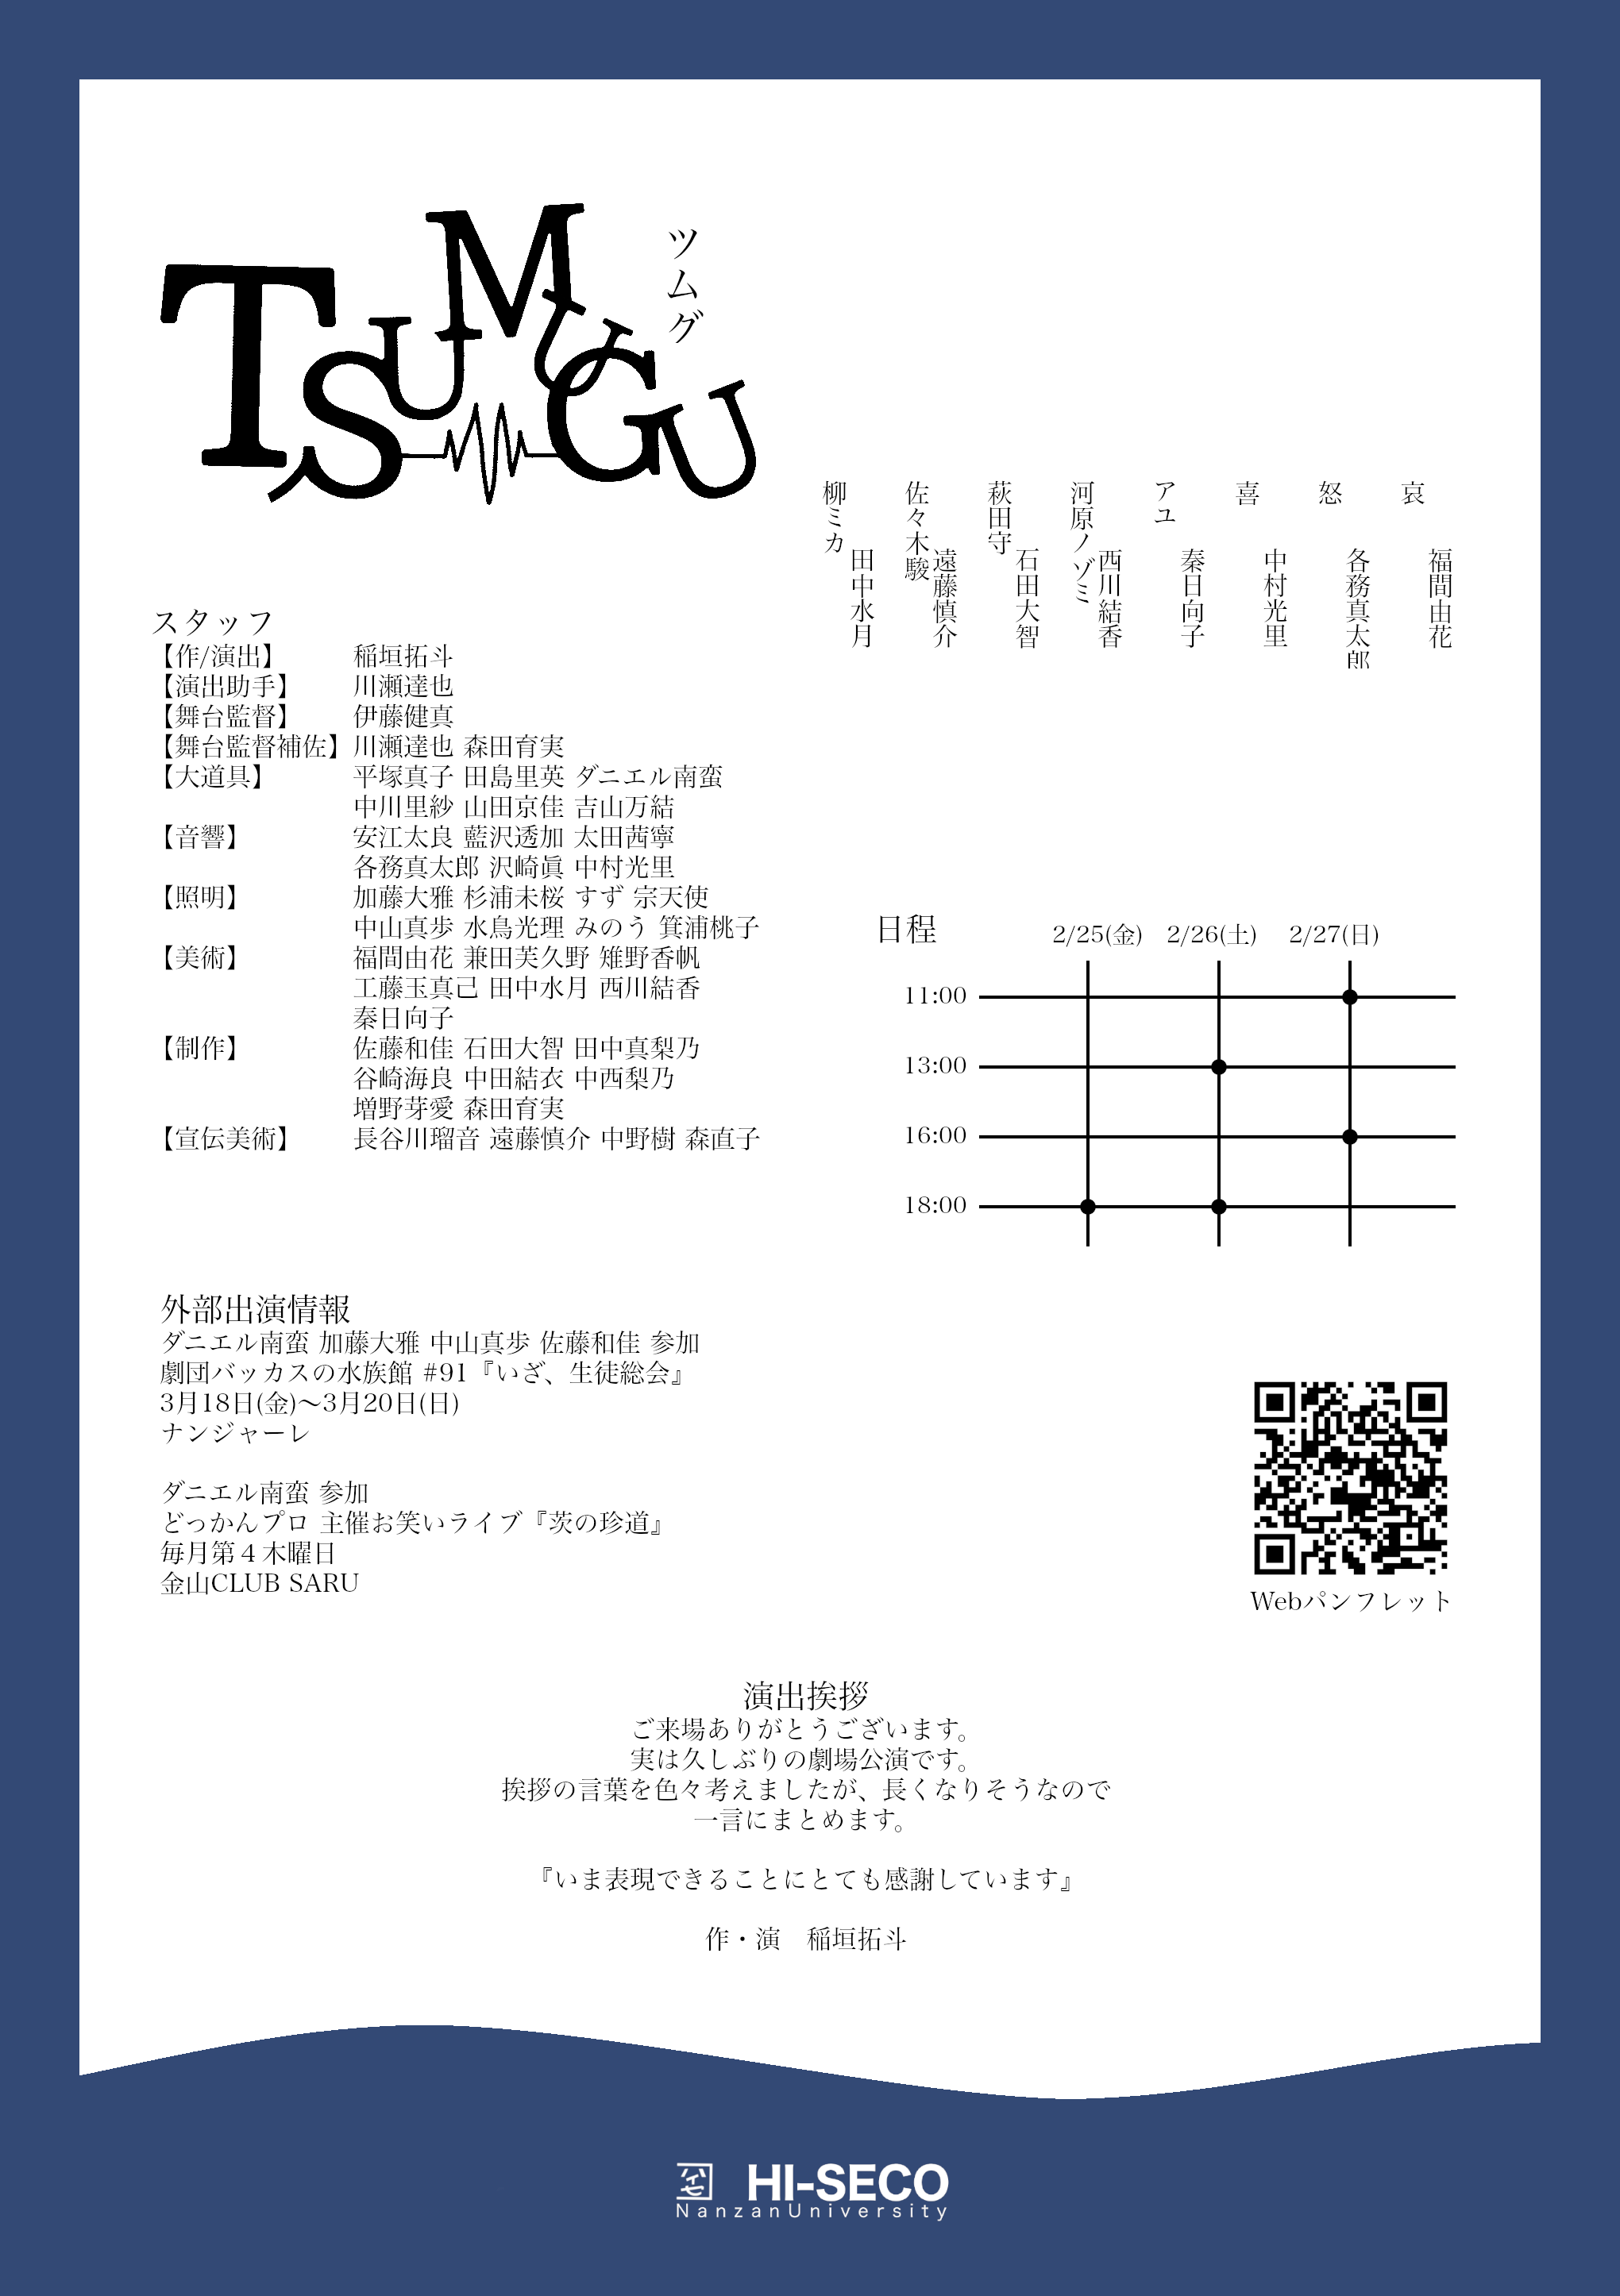 TSUMUGU
ツムグ
柳ミカ 田中水月
佐々木駿 遠藤慎介
萩田守 石田大智
河原ノゾミ 西川結香
アユ 秦日向子
喜 中村光里
怒 各務真太郎
哀 福間由花
スタッフ
【作/演出】 稲垣拓斗
【演出助手】 川瀬達也
【舞台監督】 伊藤健真
【舞台監督補佐】 川瀬達也 森田育実
【大道具】 平塚真子 田島里英 ダニエル南蛮
中川里紗 山田京佳 吉山万結
【音響】 安江太良 藍沢透加 太田茜寧
各務真太郎 沢崎眞 中村光里
【照明】 加藤大雅 杉浦未桜 すず 宗天使
中山真歩 水鳥光理 みのう 箕浦桃子
【美術】 福間由花 兼田芙久野 雉野香帆
工藤玉真己 田中水月 西川結香
秦日向子
【制作】 佐藤和佳 石田大智 田中真梨乃
谷崎海良 中田結衣 中西梨乃
増野芽愛 森田育実
【宣伝美術】 長谷川瑠音 遠藤慎介 中野樹 森直子
日程 2/25(金) 2/26(土) 2/27(日)
11:00
13:00
16:00
18:00
外部出演情報
ダニエル南蛮 加藤大雅 中山真歩 佐藤和佳 参加
劇団バッカスの水族館 #91『いざ、生徒総会』
3月18日(金)〜3月20日(日)
ナンジャーレ
ダニエル南蛮 参加
どっかんプロ 主催お笑いライブ『茨の珍道』
毎月第４木曜日
金山CLUB SARU
Webパンフレット
演出挨拶
ご来場ありがとうございます。
実は久しぶりの劇場公演です。
挨拶の言葉を色々考えましたが、長くなりそうなので
一言にまとめます。
『いま表現できることにとても感謝しています』
作・演　稲垣拓斗
ハイセ HI-SECO
NanzanUniversity